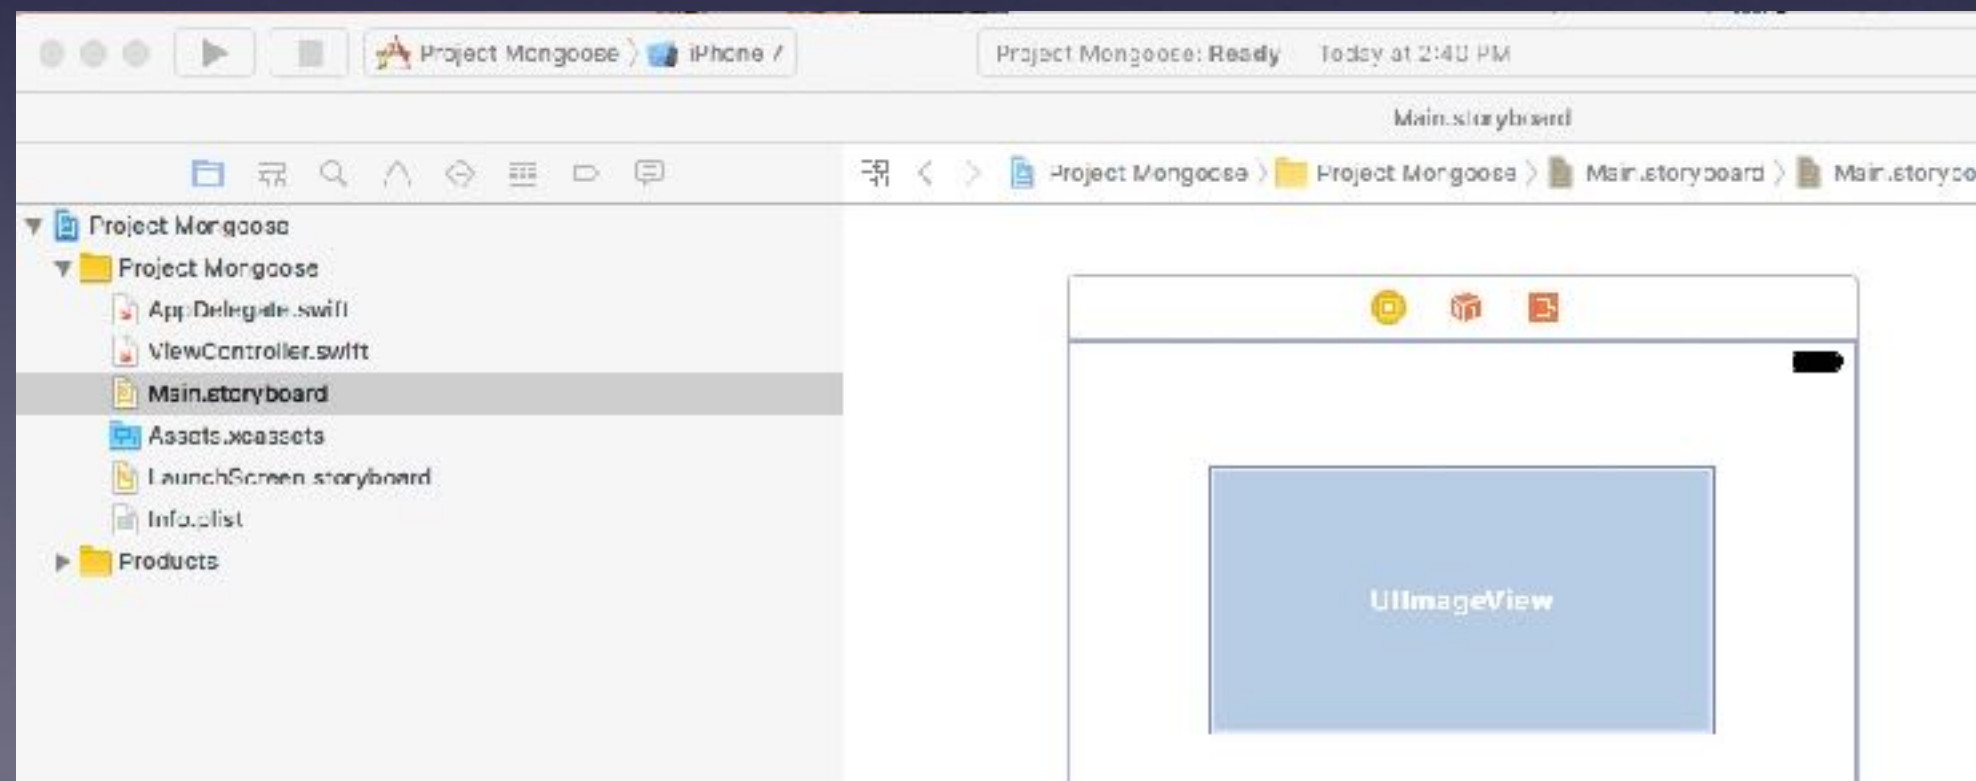 Project Mongoose 〉 iPhone 7
Project Mongoose: Ready Today at 2:40 PM
Main.storyboard
Project Mongoose 〉 Project Mongoose 〉 Main.storyboard 〉 Main.storybo
Project Mongoose
Project Mongoose
AppDelegate.swift
ViewController.swift
Main.storyboard
Assets.xcassets
LaunchScreen.storyboard
Info.plist
Products
UIImageView